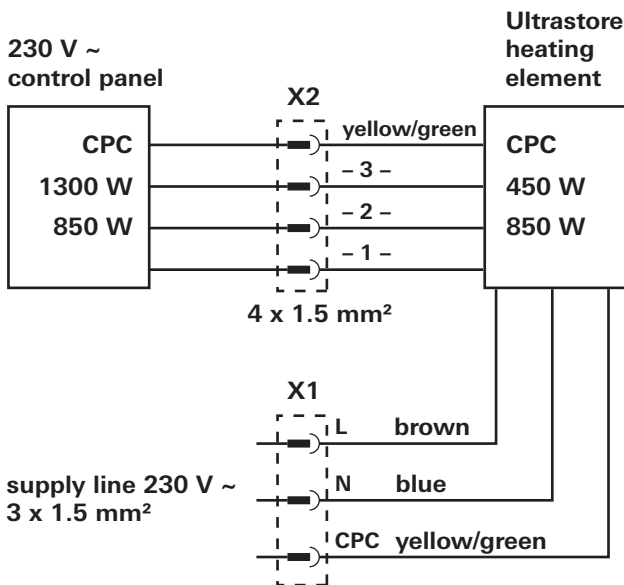 230 V ~
control panel
Ultrastore
heating
element
X2
CPC
1300 W
850 W
yellow/green
– 3 –
– 2 –
– 1 –
CPC
450 W
850 W
4 x 1.5 mm²
X1
L brown
N blue
CPC yellow/green
supply line 230 V ~
3 x 1.5 mm²